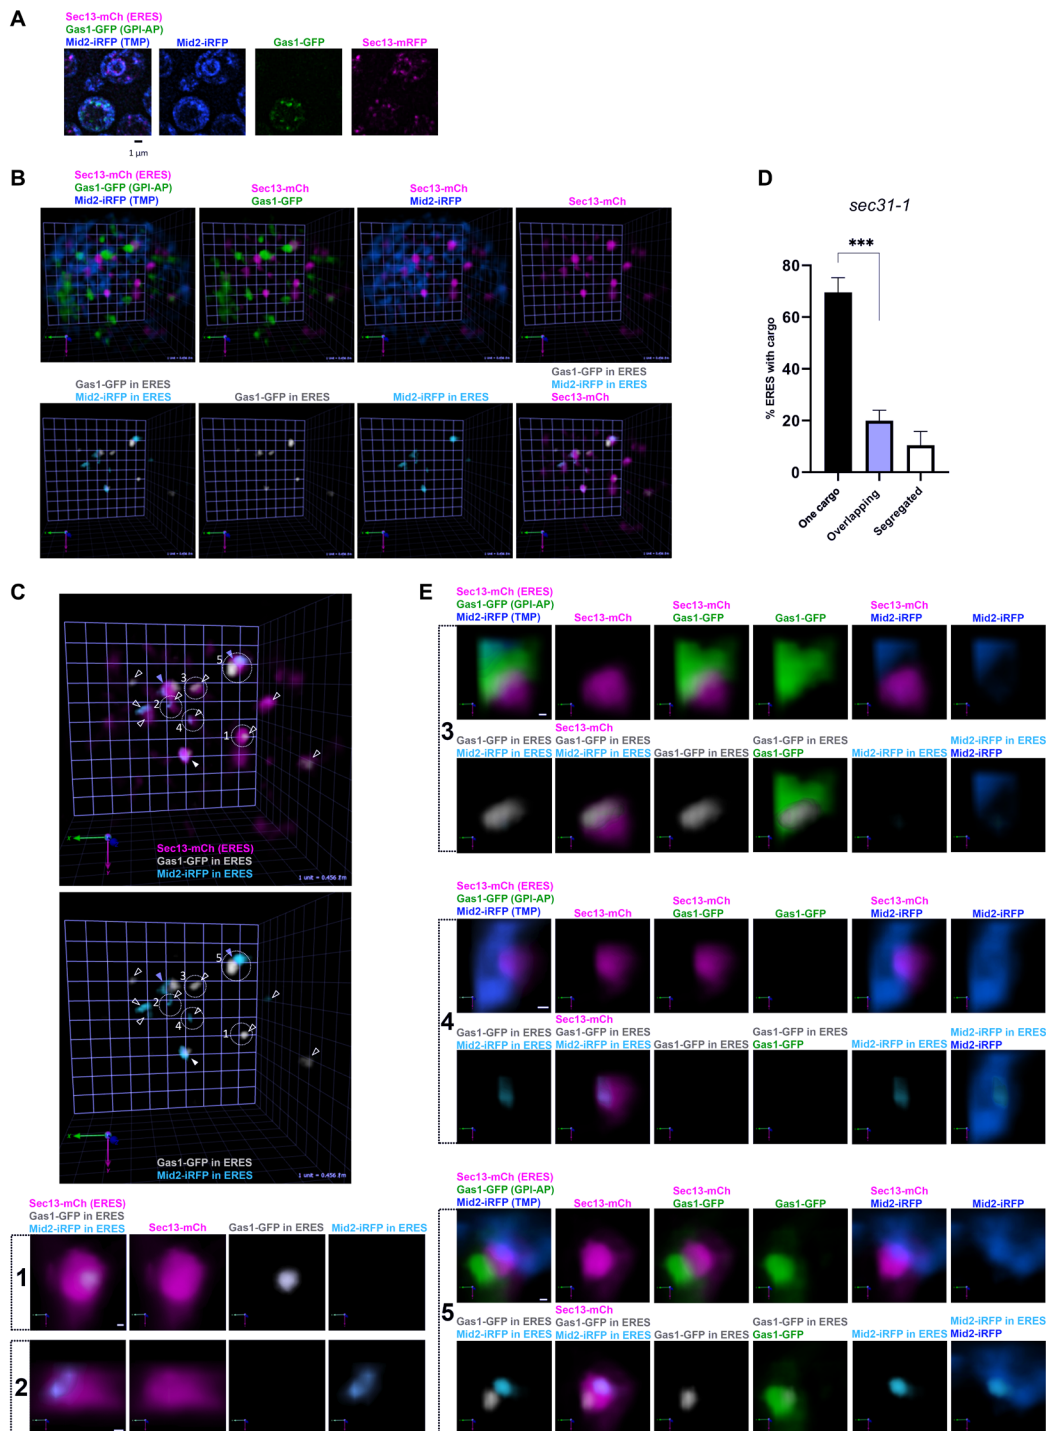 A
Sec13-mCh (ERES)
Gas1-GFP (GPI-AP)
Mid2-iRFP (TMP)
Mid2-iRFP
Gas1-GFP
Sec13-mRFP
1 μm
B
Sec13-mCh (ERES)
Gas1-GFP (GPI-AP)
Mid2-iRFP (TMP)
Sec13-mCh
Gas1-GFP
Sec13-mCh
Mid2-iRFP
Sec13-mCh
Gas1-GFP in ERES
Mid2-iRFP in ERES
Gas1-GFP in ERES
Mid2-iRFP in ERES
Gas1-GFP in ERES
Mid2-iRFP in ERES
Sec13-mCh
D
sec31-1
***
% ERES with cargo
80
60
40
20
0
One cargo
Overlapping
Segregated
C
5
3
2
4
1
Sec13-mCh (ERES)
Gas1-GFP in ERES
Mid2-iRFP in ERES
5
3
2
4
1
Gas1-GFP in ERES
Mid2-iRFP in ERES
Sec13-mCh (ERES)
Gas1-GFP in ERES
Mid2-iRFP in ERES
Sec13-mCh
Gas1-GFP in ERES
Mid2-iRFP in ERES
1
2
E
Sec13-mCh (ERES)
Gas1-GFP (GPI-AP)
Mid2-iRFP (TMP)
Sec13-mCh
Sec13-mCh
Gas1-GFP
Gas1-GFP
Sec13-mCh
Mid2-iRFP
Mid2-iRFP
3
Gas1-GFP in ERES
Mid2-iRFP in ERES
Sec13-mCh
Gas1-GFP in ERES
Mid2-iRFP in ERES
Gas1-GFP in ERES
Gas1-GFP in ERES
Gas1-GFP
Mid2-iRFP in ERES
Mid2-iRFP in ERES
Mid2-iRFP
Sec13-mCh (ERES)
Gas1-GFP (GPI-AP)
Mid2-iRFP (TMP)
Sec13-mCh
Sec13-mCh
Gas1-GFP
Gas1-GFP
Sec13-mCh
Mid2-iRFP
Mid2-iRFP
4
Gas1-GFP in ERES
Mid2-iRFP in ERES
Sec13-mCh
Gas1-GFP in ERES
Mid2-iRFP in ERES
Gas1-GFP in ERES
Gas1-GFP in ERES
Gas1-GFP
Mid2-iRFP in ERES
Mid2-iRFP in ERES
Mid2-iRFP
Sec13-mCh (ERES)
Gas1-GFP (GPI-AP)
Mid2-iRFP (TMP)
Sec13-mCh
Sec13-mCh
Gas1-GFP
Gas1-GFP
Sec13-mCh
Mid2-iRFP
Mid2-iRFP
5
Gas1-GFP in ERES
Mid2-iRFP in ERES
Sec13-mCh
Gas1-GFP in ERES
Mid2-iRFP in ERES
Gas1-GFP in ERES
Gas1-GFP in ERES
Gas1-GFP
Mid2-iRFP in ERES
Mid2-iRFP in ERES
Mid2-iRFP